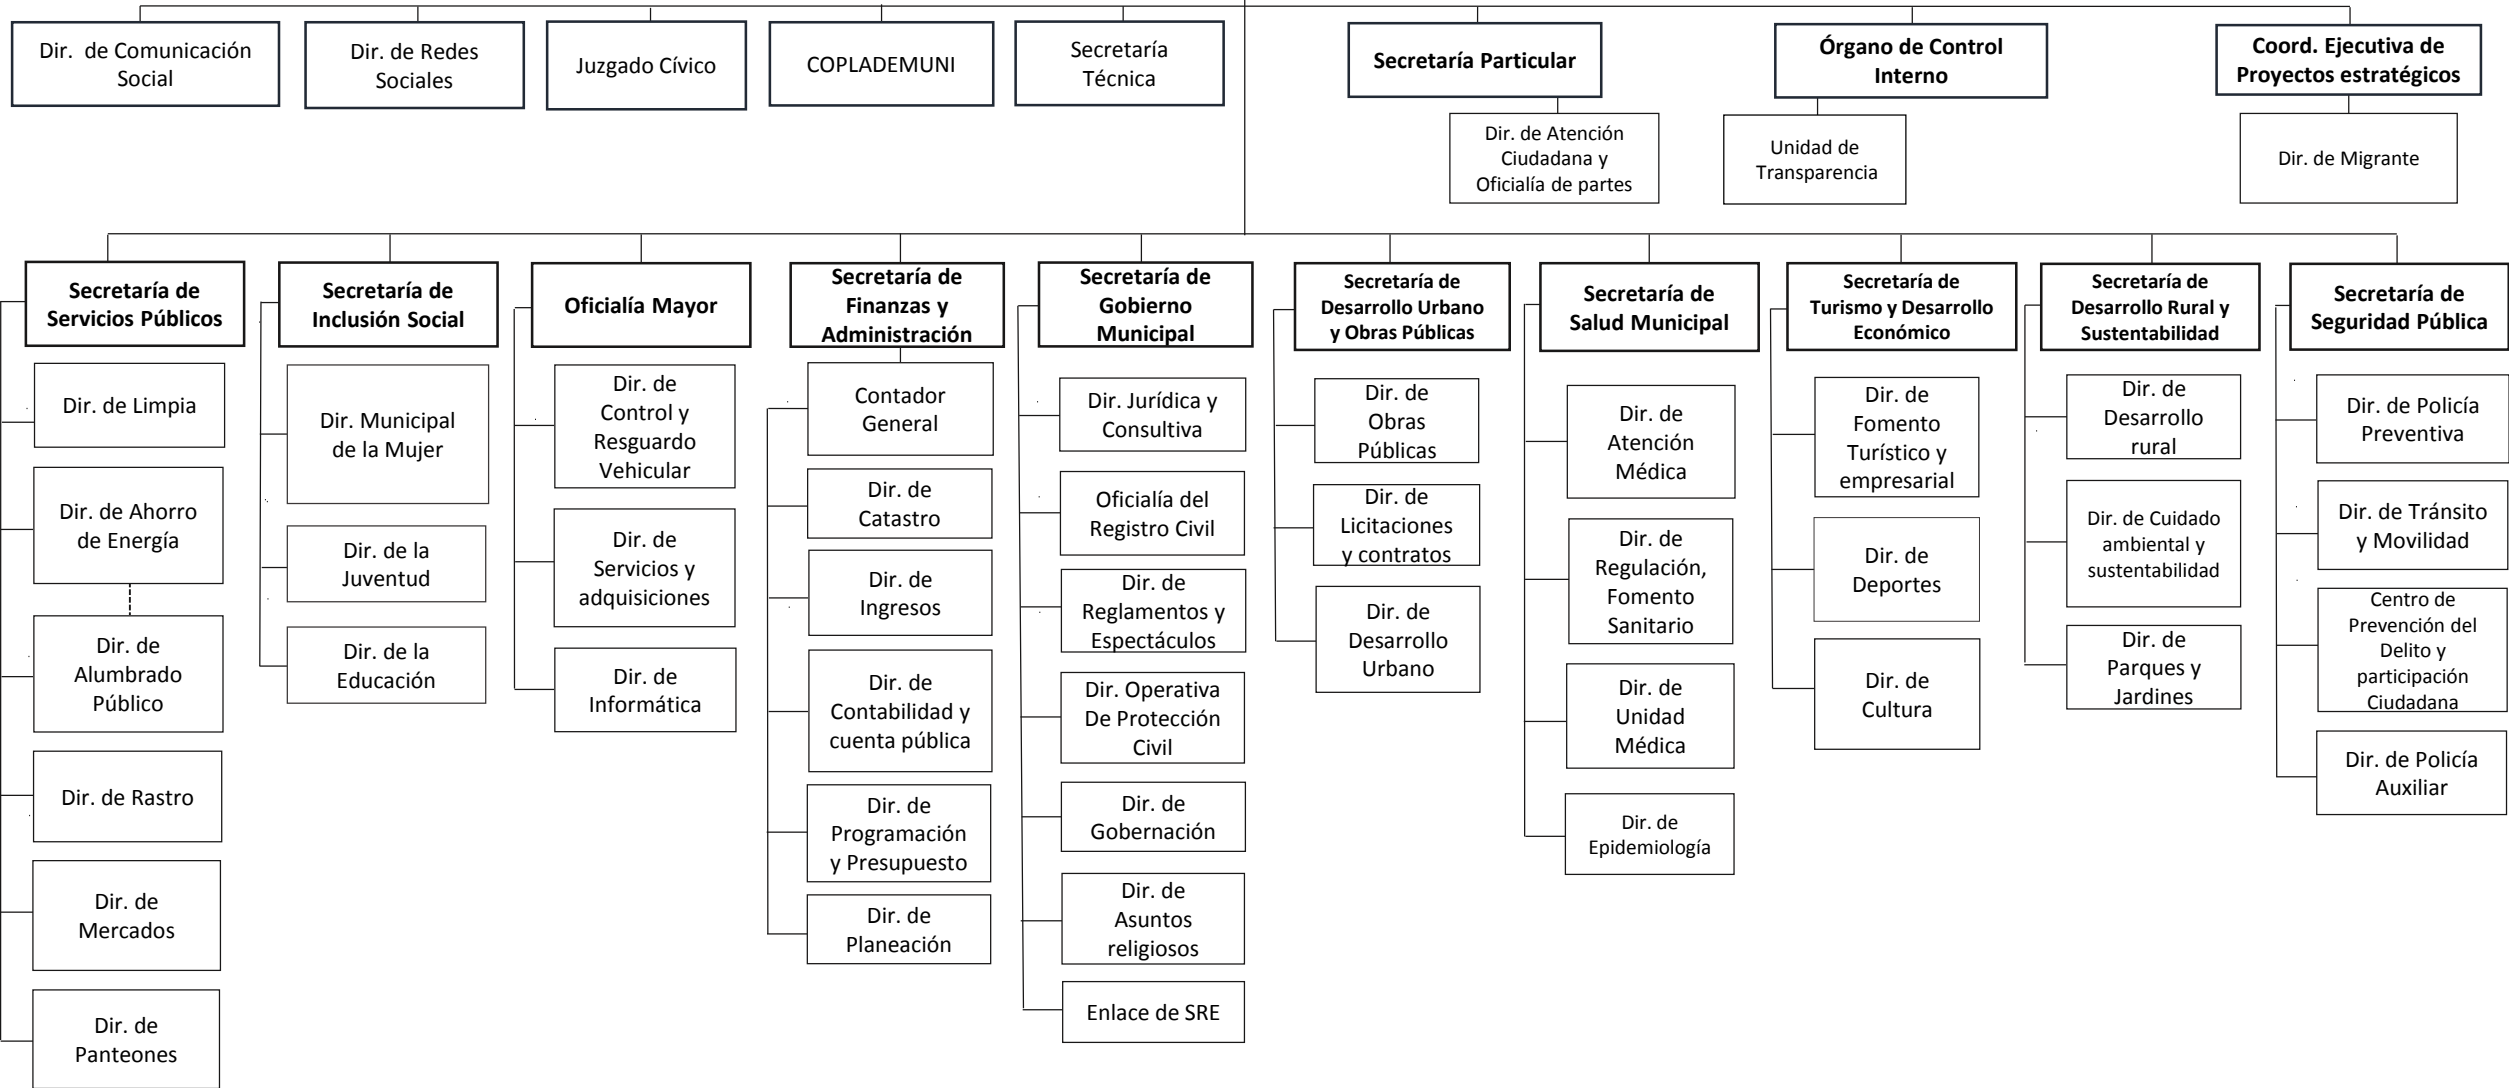 Dir. de Comunicación
Social
Dir. de Redes
Sociales
Juzgado Cívico
COPLADEMUNI
Secretaría
Técnica
Secretaría Particular
Órgano de Control
Interno
Coord. Ejecutiva de
Proyectos estratégicos
Dir. de Atención
Ciudadana y
Oficialía de partes
Unidad de
Transparencia
Dir. de Migrante
Secretaría de
Servicios Públicos
Dir. de Limpia
Dir. de Ahorro
de Energía
Dir. de
Alumbrado
Público
Dir. de Rastro
Dir. de
Mercados
Dir. de
Panteones
Secretaría de
Inclusión Social
Dir. Municipal
de la Mujer
Dir. de la
Juventud
Dir. de la
Educación
Oficialía Mayor
Dir. de
Control y
Resguardo
Vehicular
Dir. de
Servicios y
adquisiciones
Dir. de
Informática
Secretaría de
Finanzas y
Administración
Contador
General
Dir. de
Catastro
Dir. de
Ingresos
Dir. de
Contabilidad y
cuenta pública
Dir. de
Programación
y Presupuesto
Dir. de
Planeación
Secretaría de
Gobierno
Municipal
Dir. Jurídica y
Consultiva
Oficialía del
Registro Civil
Dir. de
Reglamentos y
Espectáculos
Dir. Operativa
De Protección
Civil
Dir. de
Gobernación
Dir. de
Asuntos
religiosos
Enlace de SRE
Secretaría de
Desarrollo Urbano
y Obras Públicas
Dir. de
Obras
Públicas
Dir. de
Licitaciones
y contratos
Dir. de
Desarrollo
Urbano
Secretaría de
Salud Municipal
Dir. de
Atención
Médica
Dir. de
Regulación,
Fomento
Sanitario
Dir. de
Unidad
Médica
Dir. de
Epidemiología
Secretaría de
Turismo y Desarrollo
Económico
Dir. de
Fomento
Turístico y
empresarial
Dir. de
Deportes
Dir. de
Cultura
Secretaría de
Desarrollo Rural y
Sustentabilidad
Dir. de
Desarrollo
rural
Dir. de Cuidado
ambiental y
sustentabilidad
Dir. de
Parques y
Jardines
Secretaría de
Seguridad Pública
Dir. de Policía
Preventiva
Dir. de Tránsito
y Movilidad
Centro de
Prevención del
Delito y
participación
Ciudadana
Dir. de Policía
Auxiliar